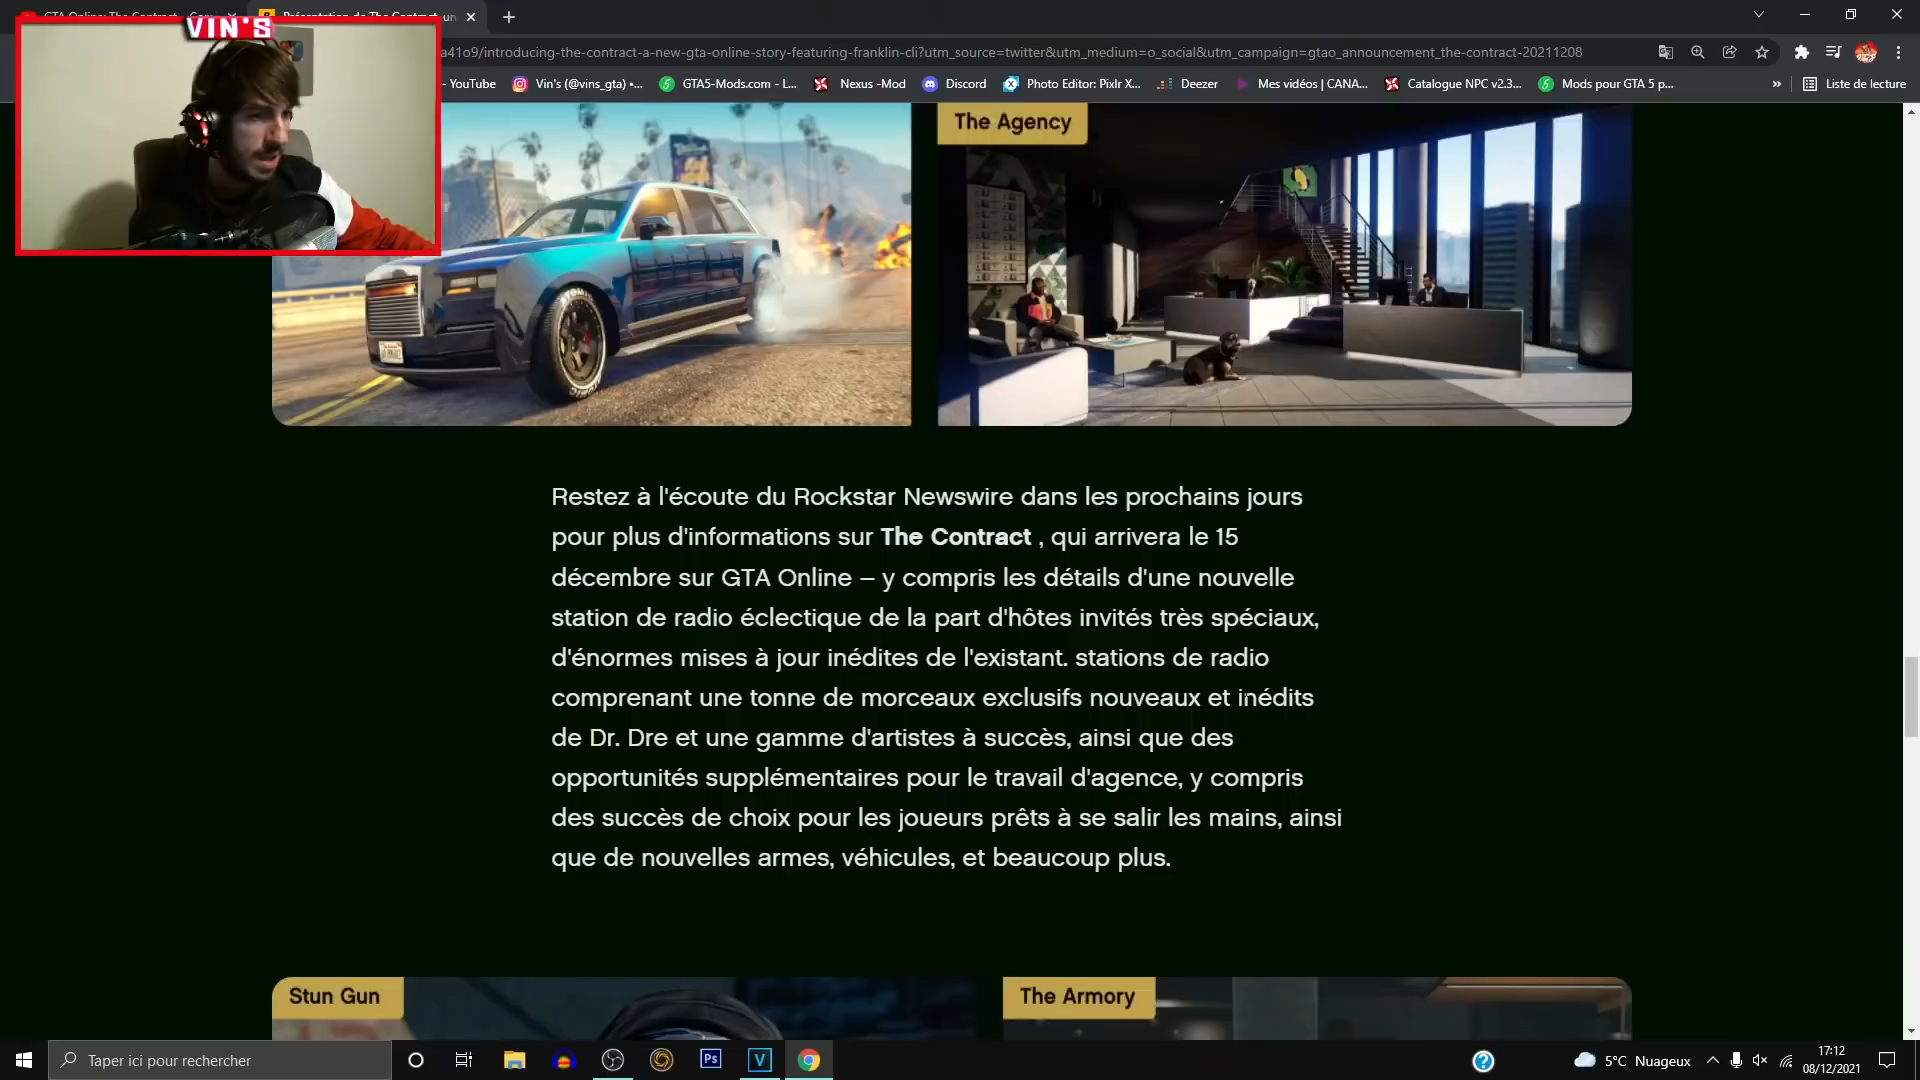 VIN'S
a41o9/introducing-the-contract-a-new-gta-online-story-featuring-franklin-cli?utm_source=twitter&utm_medium=o_social&utm_campaign=gtao_announcement_the-contract-20211208
- YouTube
Vin's (@vins_gta) •...
GTA5-Mods.com - L...
Nexus -Mod
Discord
Photo Editor: Pixlr X...
Deezer
Mes vidéos | CANA...
Catalogue NPC v2.3...
Mods pour GTA 5 p...
»
Liste de lecture
The Agency
Restez à l'écoute du Rockstar Newswire dans les prochains jours
pour plus d'informations sur The Contract , qui arrivera le 15
décembre sur GTA Online – y compris les détails d'une nouvelle
station de radio éclectique de la part d'hôtes invités très spéciaux,
d'énormes mises à jour inédites de l'existant. stations de radio
comprenant une tonne de morceaux exclusifs nouveaux et inédits
de Dr. Dre et une gamme d'artistes à succès, ainsi que des
opportunités supplémentaires pour le travail d'agence, y compris
des succès de choix pour les joueurs prêts à se salir les mains, ainsi
que de nouvelles armes, véhicules, et beaucoup plus.
Stun Gun
The Armory
Taper ici pour rechercher
Ps
V
5°C Nuageux
17:12
08/12/2021